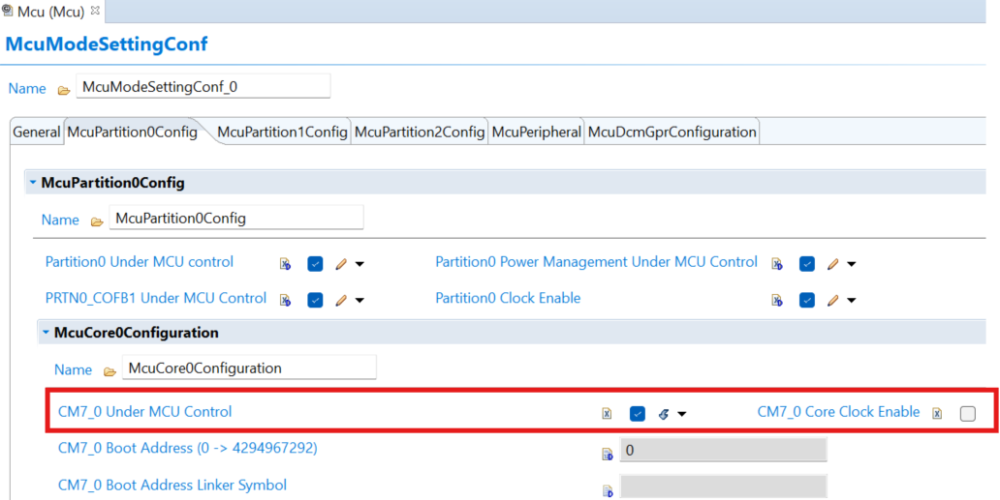 Mcu (Mcu)
McuModeSettingConf
Name McuModeSettingConf_0
General McuPartition0Config McuPartition1Config McuPartition2Config McuPeripheral McuDcmGprConfiguration
McuPartition0Config
Name McuPartition0Config
Partition0 Under MCU control Partition0 Power Management Under MCU Control
PRTN0_COFB1 Under MCU Control Partition0 Clock Enable
McuCore0Configuration
Name McuCore0Configuration
CM7_0 Under MCU Control CM7_0 Core Clock Enable
CM7_0 Boot Address (0 -> 4294967292) 0
CM7_0 Boot Address Linker Symbol